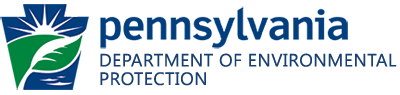 pennsylvania
DEPARTMENT OF ENVIRONMENTAL
PROTECTION